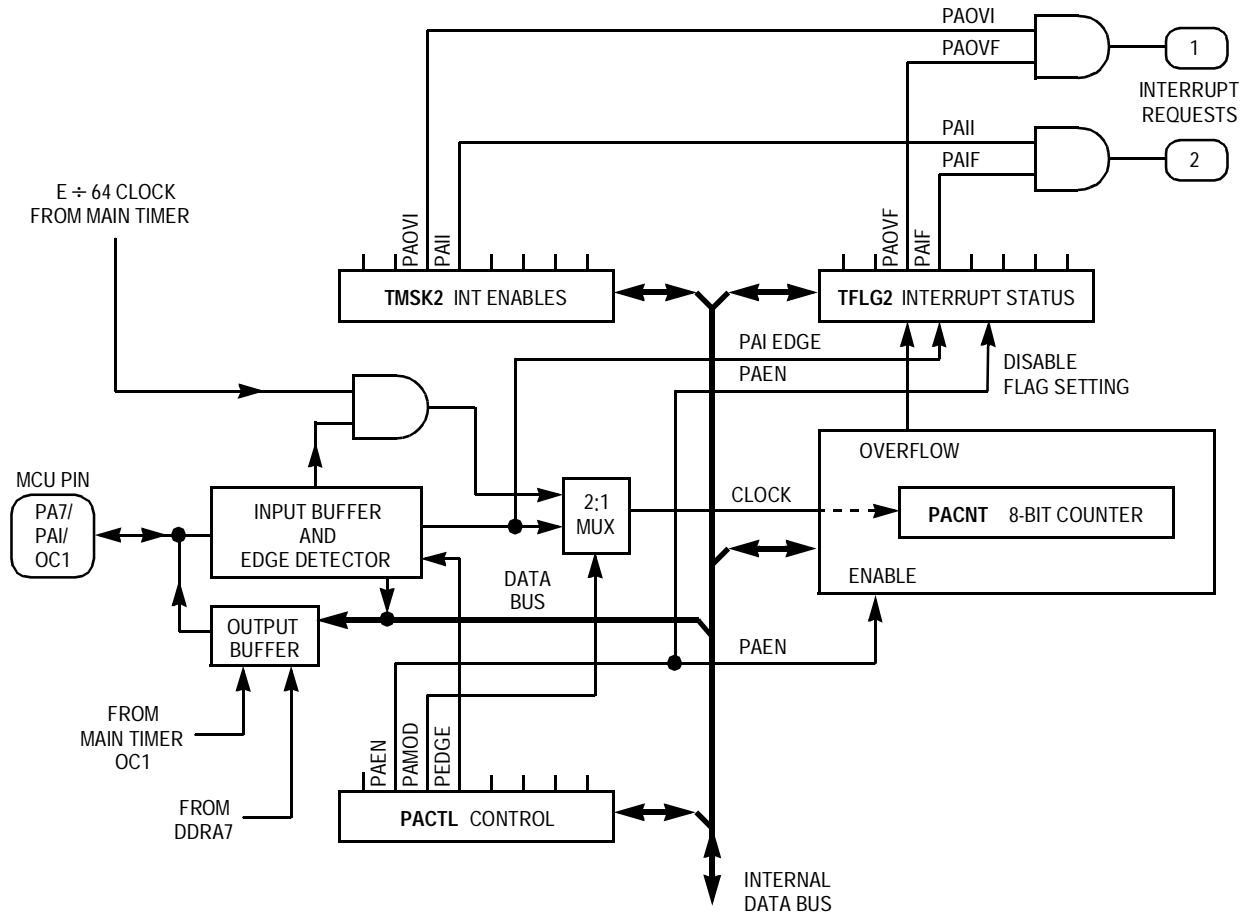 PAOVI
PAOVF
1
INTERRUPT
REQUESTS
PAII
PAIF
2
E ÷ 64 CLOCK
FROM MAIN TIMER
PAOVI
PAII
PAOVF
PAIF
TMSK2 INT ENABLES
TFLG2 INTERRUPT STATUS
PAI EDGE
PAEN
DISABLE
FLAG SETTING
OVERFLOW
MCU PIN
PA7/
PAI/
OC1
INPUT BUFFER
AND
EDGE DETECTOR
2:1
MUX
CLOCK
PACNT 8-BIT COUNTER
ENABLE
DATA
BUS
OUTPUT
BUFFER
PAEN
FROM
MAIN TIMER
OC1
PAEN
PAMOD
PEDGE
FROM
DDRA7
PACTL CONTROL
INTERNAL
DATA BUS